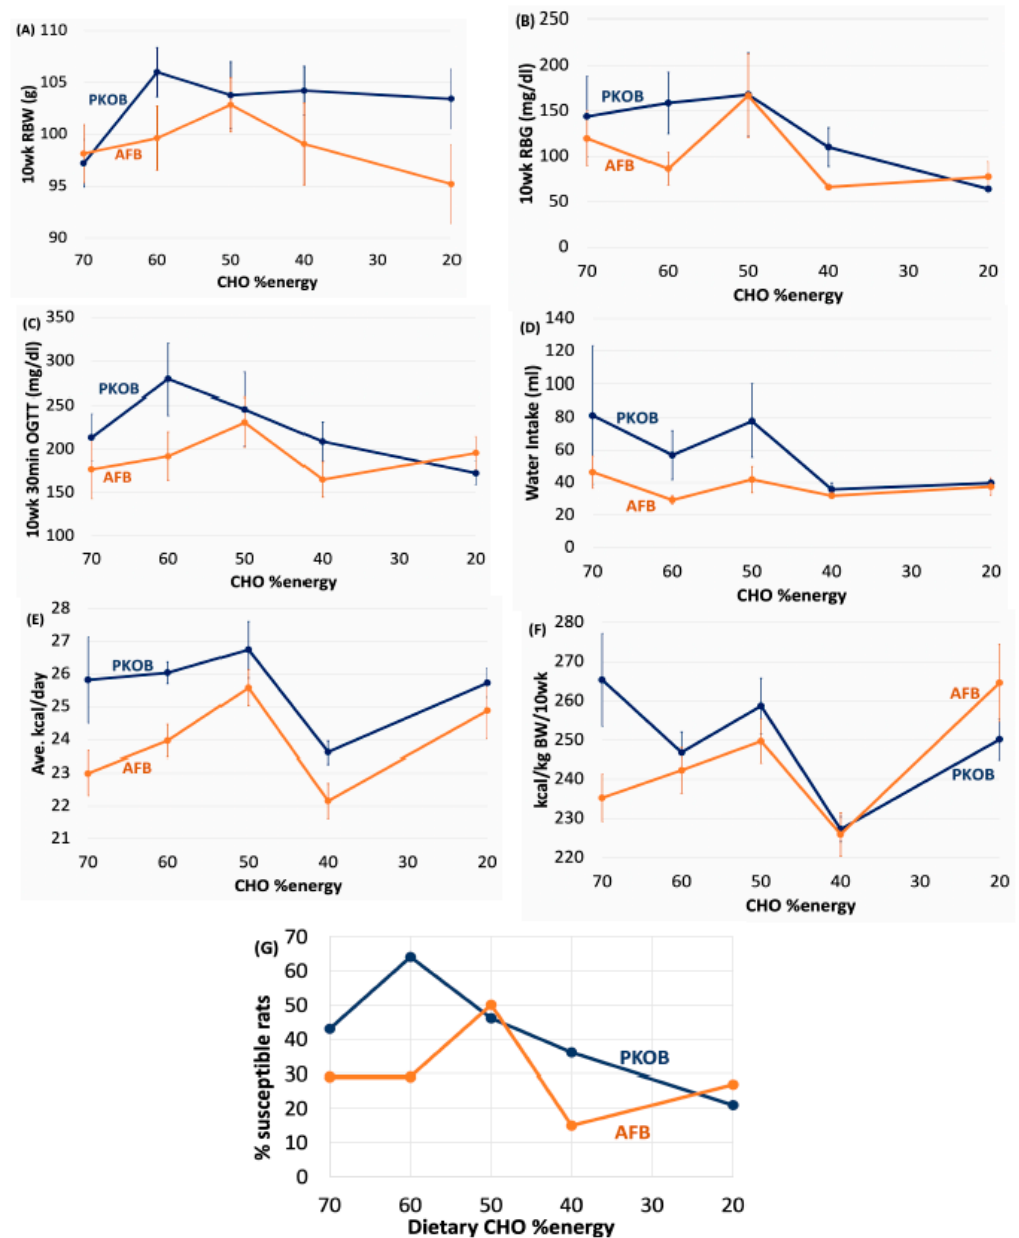 (A)
110
105
100
95
90
10wk RBW (g)
PKOB
AFB
70 60 50 40 30 20
CHO %energy
(B)
250
200
150
100
50
0
10wk RBG (mg/dl)
PKOB
AFB
70 60 50 40 30 20
CHO %energy
(C)
350
300
250
200
150
100
10wk 30min OGTT (mg/dl)
PKOB
AFB
70 60 50 40 30 20
CHO %energy
(D)
140
120
100
80
60
40
20
0
Water Intake (ml)
PKOB
AFB
70 60 50 40 30 20
CHO %energy
(E)
28
27
26
25
24
23
22
21
Ave. kcal/day
PKOB
AFB
70 60 50 40 30 20
CHO %energy
(F)
280
270
260
250
240
230
220
kcal/kg BW/10wk
AFB
PKOB
70 60 50 40 30 20
CHO %energy
(G)
70
60
50
40
30
20
10
0
% susceptible rats
PKOB
AFB
70 60 50 40 30 20
Dietary CHO %energy